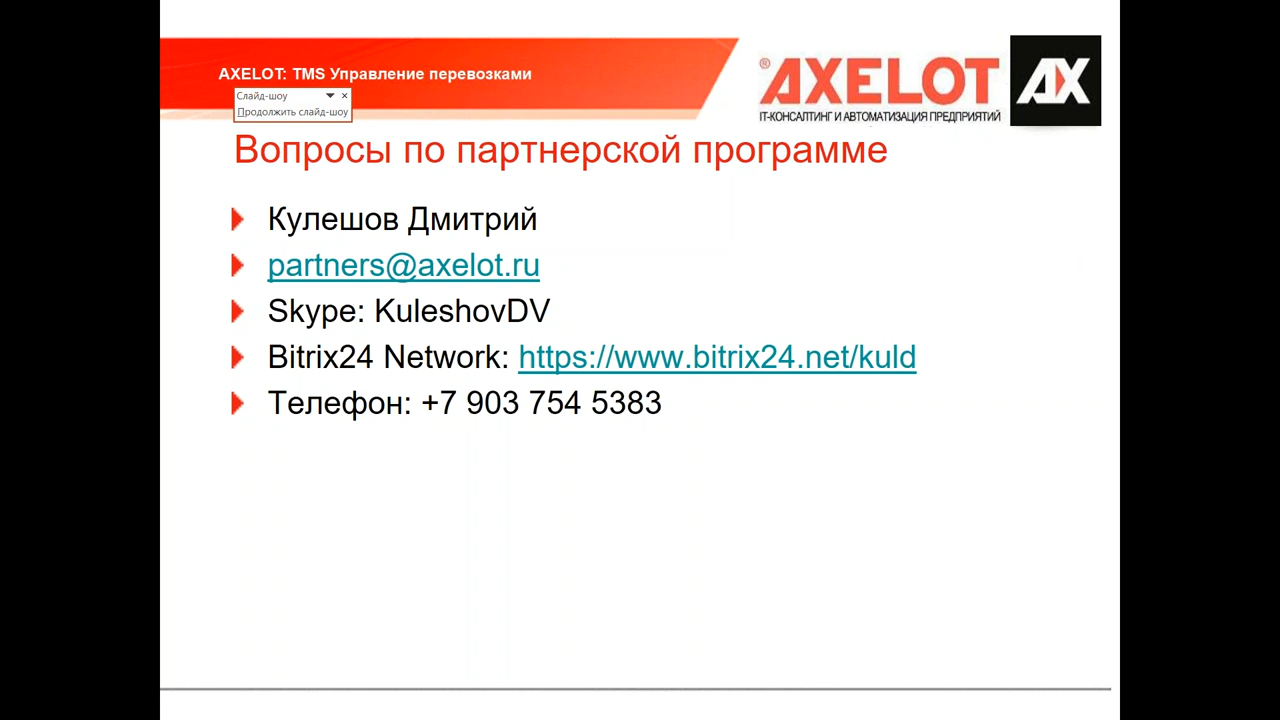 AXELOT: TMS Управление перевозками
Слайд-шоу
Продолжить слайд-шоу
® AXELOT
AX
IT-КОНСАЛТИНГ И АВТОМАТИЗАЦИЯ ПРЕДПРИЯТИЙ
Вопросы по партнерской программе
Кулешов Дмитрий
partners@axelot.ru
Skype: KuleshovDV
Bitrix24 Network: https://www.bitrix24.net/kuld
Телефон: +7 903 754 5383